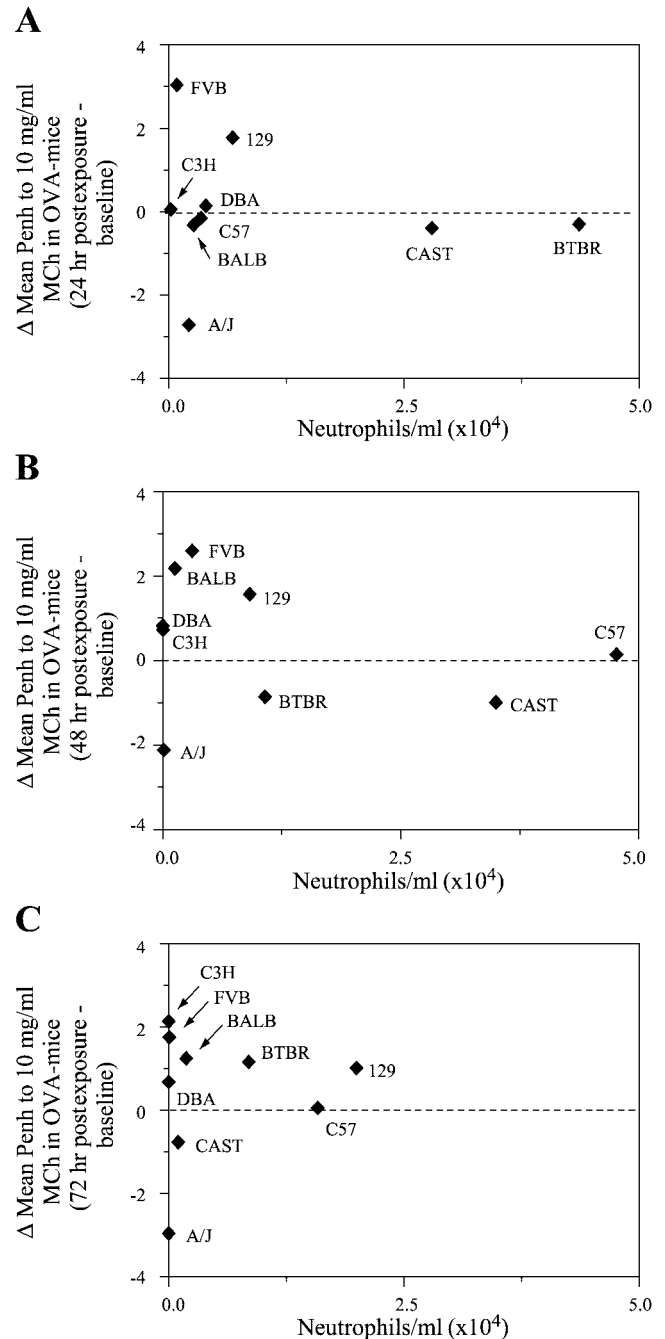 A
Δ Mean Penh to 10 mg/ml
MCh in OVA-mice
(24 hr postexposure -
baseline)
4
2
0
-2
-4
FVB
129
C3H
DBA
C57
BALB
CAST
BTBR
A/J
0.0
2.5
5.0
Neutrophils/ml (x10⁴)
B
Δ Mean Penh to 10 mg/ml
MCh in OVA-mice
(48 hr postexposure -
baseline)
4
2
0
-2
-4
FVB
BALB
129
DBA
C3H
C57
BTBR
CAST
A/J
0.0
2.5
5.0
Neutrophils/ml (x10⁴)
C
Δ Mean Penh to 10 mg/ml
MCh in OVA-mice
(72 hr postexposure -
baseline)
4
2
0
-2
-4
C3H
FVB
BALB
BTBR
129
DBA
C57
CAST
A/J
0.0
2.5
5.0
Neutrophils/ml (x10⁴)